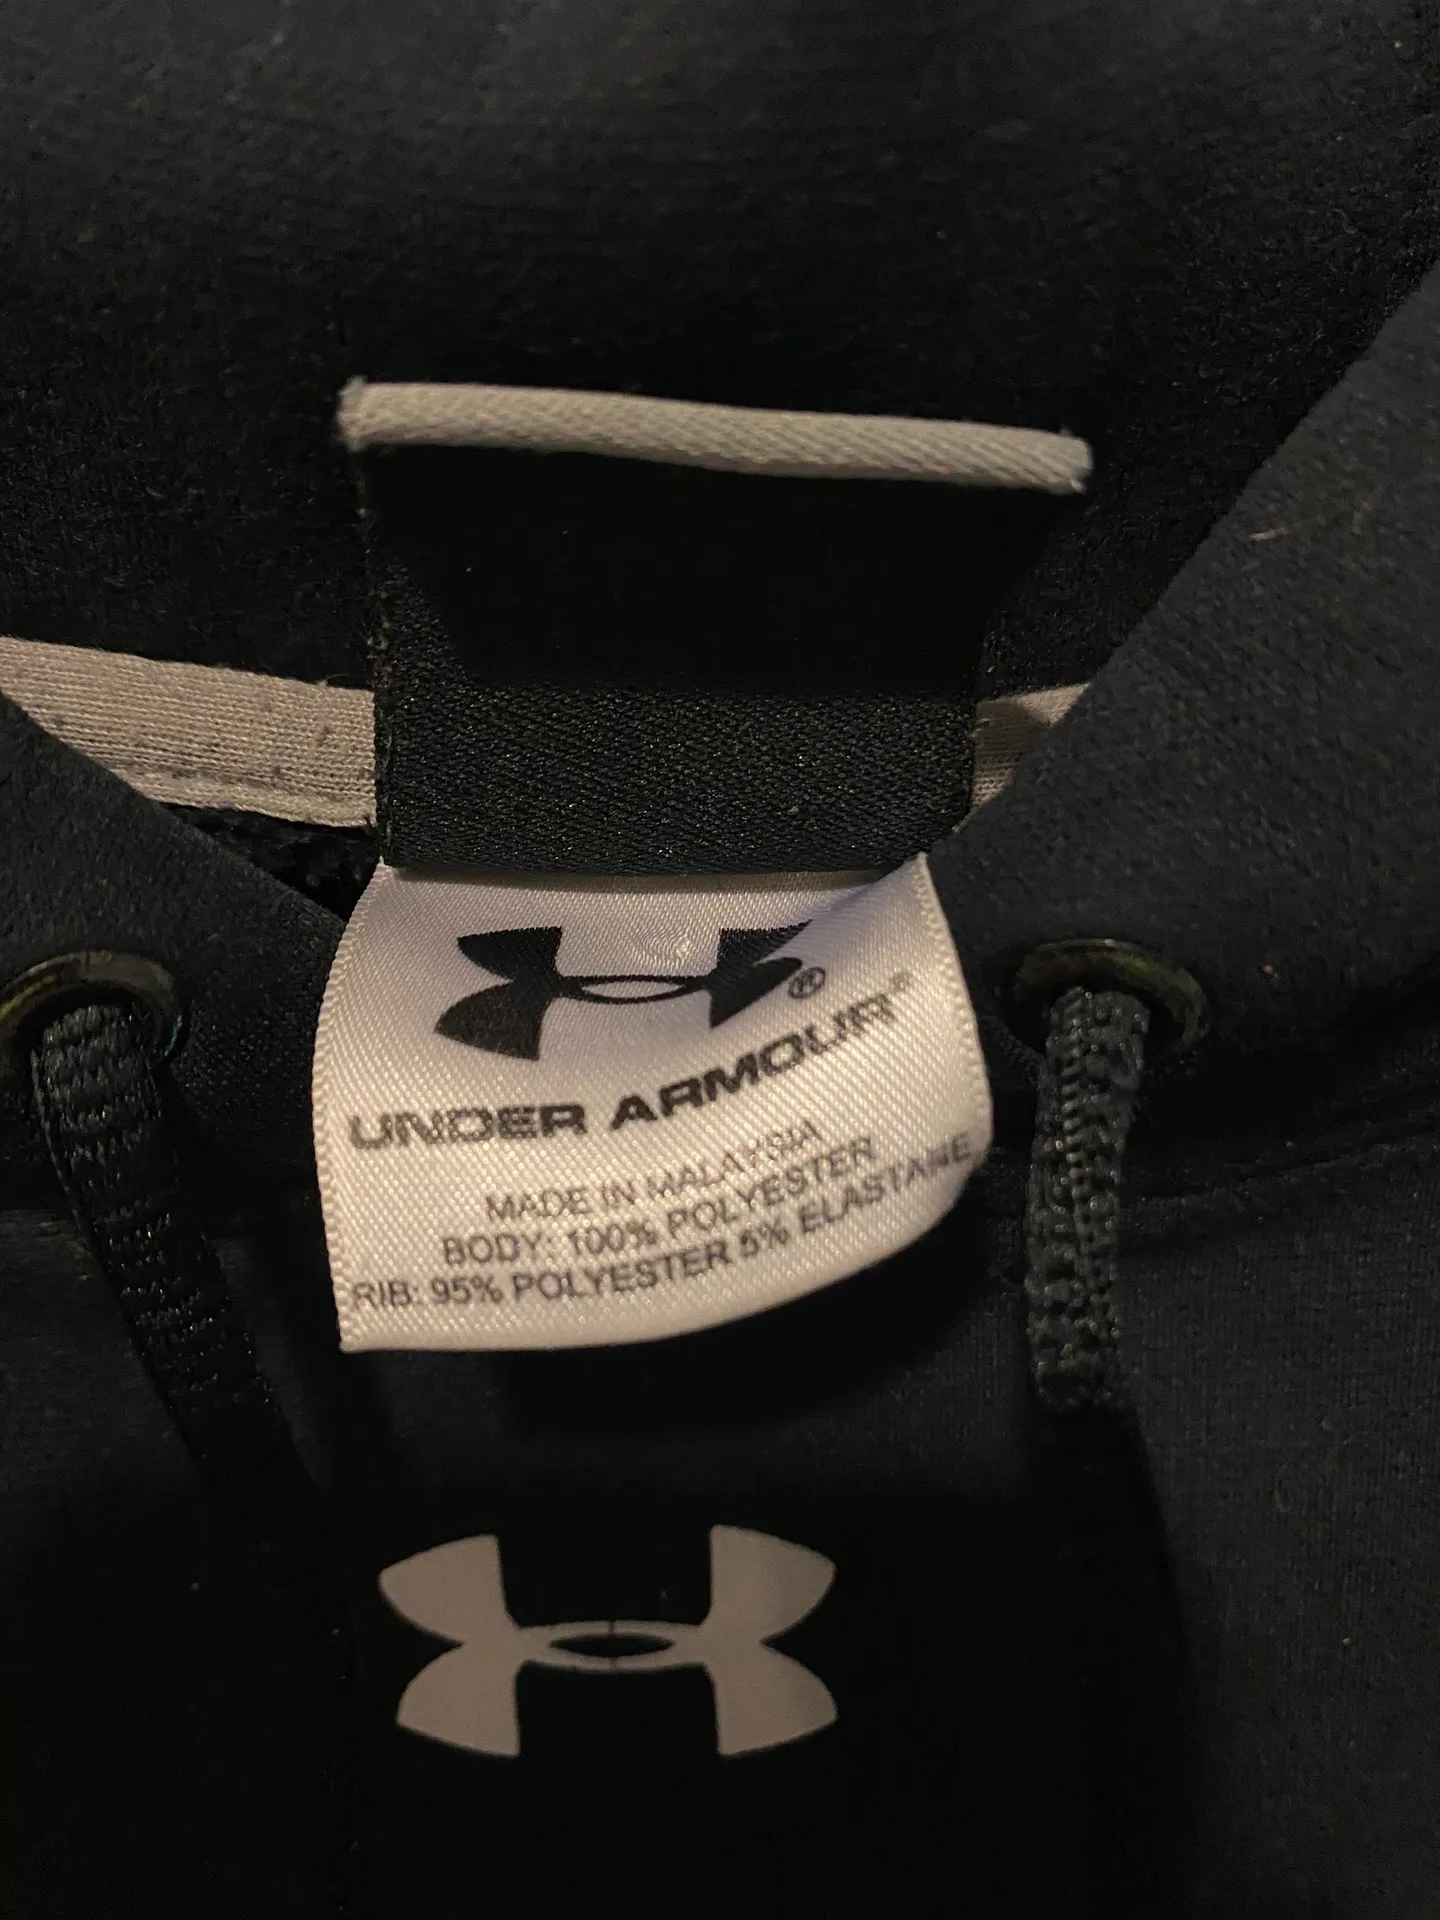 ®
UNDER ARMOUR®
MADE IN MALAYSIA
BODY: 100% POLYESTER
RIB: 95% POLYESTER 5% ELASTANE